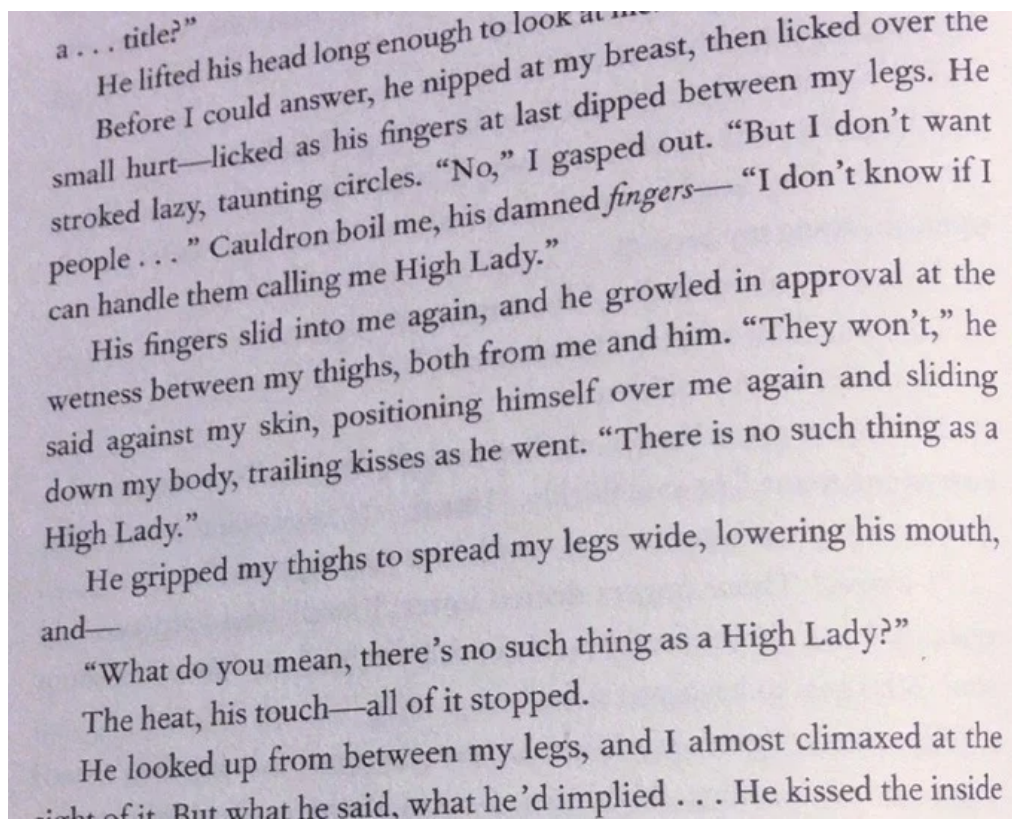 a . . . title?”
He lifted his head long enough to look at
Before I could answer, he nipped at my breast, then licked over the
small hurt—licked as his fingers at last dipped between my legs. He
stroked lazy, taunting circles. “No,” I gasped out. “But I don’t want
people . . . ” Cauldron boil me, his damned fingers— “I don’t know if I
can handle them calling me High Lady.”
His fingers slid into me again, and he growled in approval at the
wetness between my thighs, both from me and him. “They won’t,” he
said against my skin, positioning himself over me again and sliding
down my body, trailing kisses as he went. “There is no such thing as a
High Lady.”
He gripped my thighs to spread my legs wide, lowering his mouth,
and—
“What do you mean, there’s no such thing as a High Lady?”
The heat, his touch—all of it stopped.
He looked up from between my legs, and I almost climaxed at the
of it. But what he said, what he’d implied . . . He kissed the inside